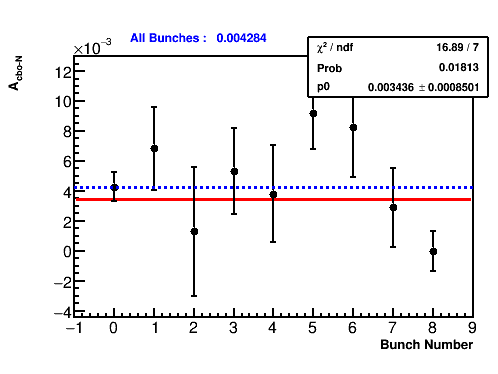 All Bunches : 0.004284
×10⁻³
χ² / ndf 16.89 / 7
Prob 0.01813
p0 0.003436 ± 0.0008501
A_cbo-N
12
10
8
6
4
2
0
−2
−4
−1 0 1 2 3 4 5 6 7 8 9
Bunch Number